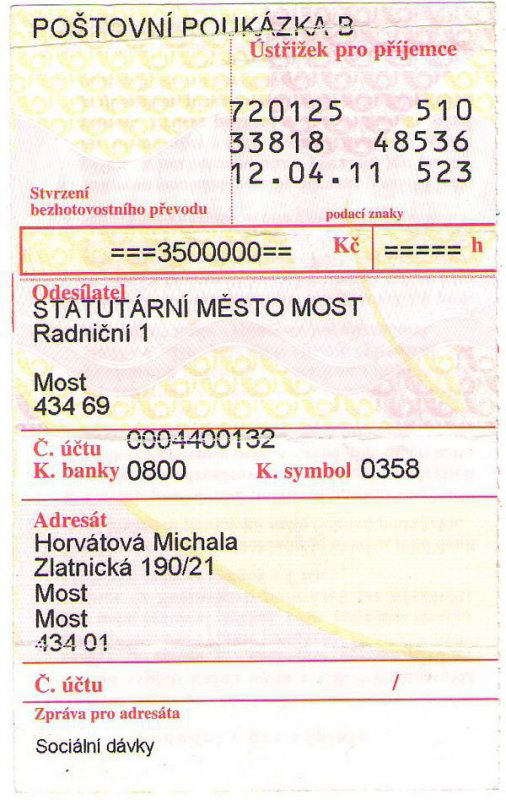 POŠTOVNÍ POUKÁZKA B
Ústřižek pro příjemce
720125 510
33818 48536
12.04.11 523
Stvrzení
bezhotovostního převodu
podací znaky
===3500000== Kč ===== h
Odesílatel
STATUTÁRNÍ MĚSTO MOST
Radniční 1
Most
434 69
Č. účtu 0004400132
K. banky 0800 K. symbol 0358
Adresát
Horvátová Michala
Zlatnická 190/21
Most
Most
434 01
Č. účtu /
Zpráva pro adresáta
Sociální dávky